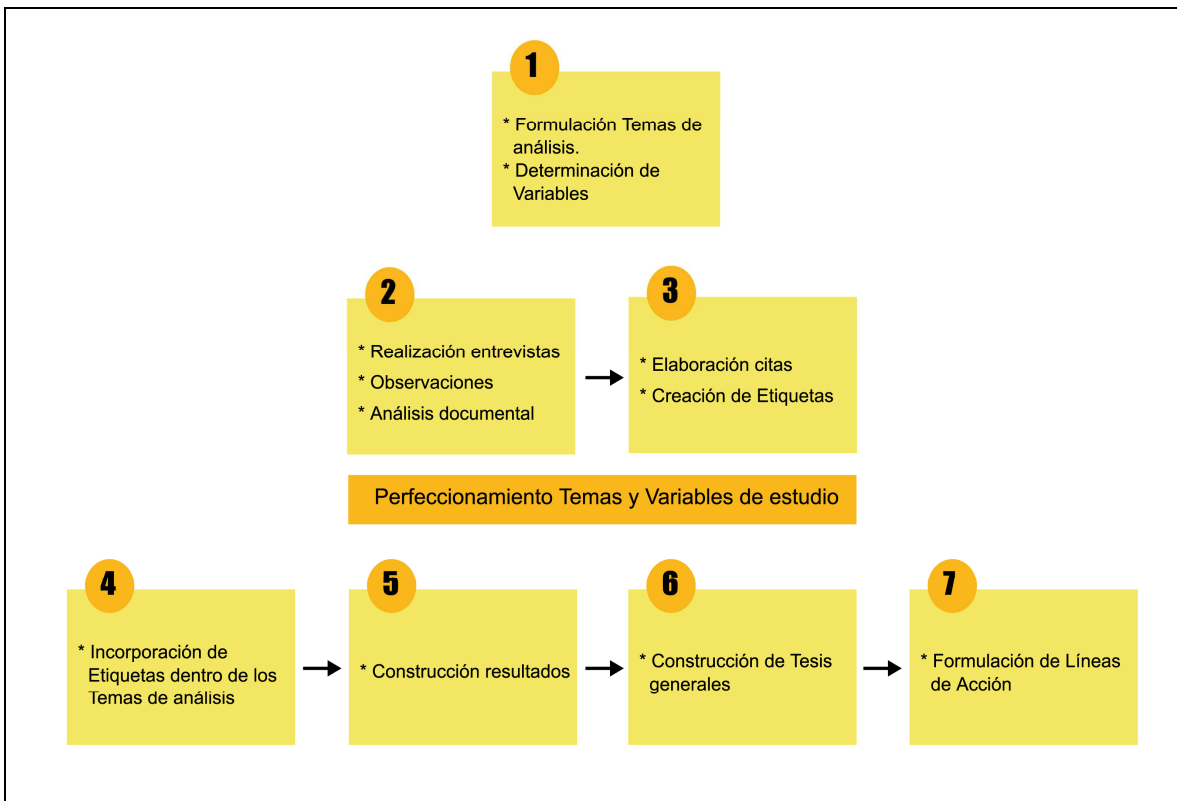 1
* Formulación Temas de
análisis.
* Determinación de
Variables
2
* Realización entrevistas
* Observaciones
* Análisis documental
3
* Elaboración citas
* Creación de Etiquetas
Perfeccionamiento Temas y Variables de estudio
4
* Incorporación de
Etiquetas dentro de los
Temas de análisis
5
* Construcción resultados
6
* Construcción de Tesis
generales
7
* Formulación de Líneas
de Acción